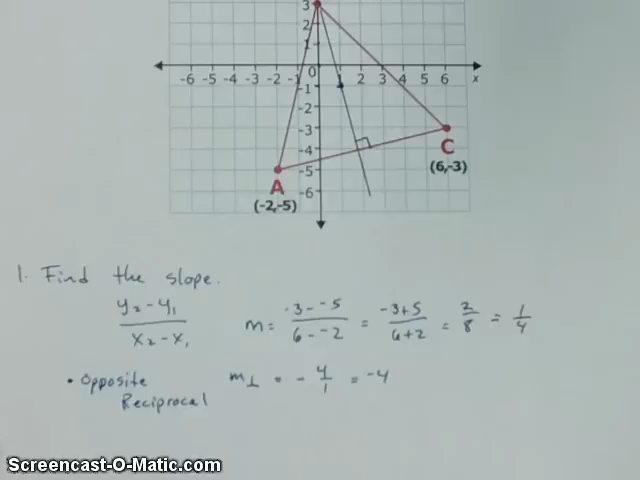 3
2
1
-6 -5 -4 -3 -2 -1 0 1 2 3 4 5 6 x
-1
-2
-3
-4
-5
-6
C
(6,-3)
A
(-2,-5)
1. Find the slope.
y₂-y₁ / x₂-x₁ m = -3--5 / 6--2 = -3+5 / 6+2 = 2/8 = 1/4
• Opposite Reciprocal m⊥ = -4/1 = -4
Screencast-O-Matic.com